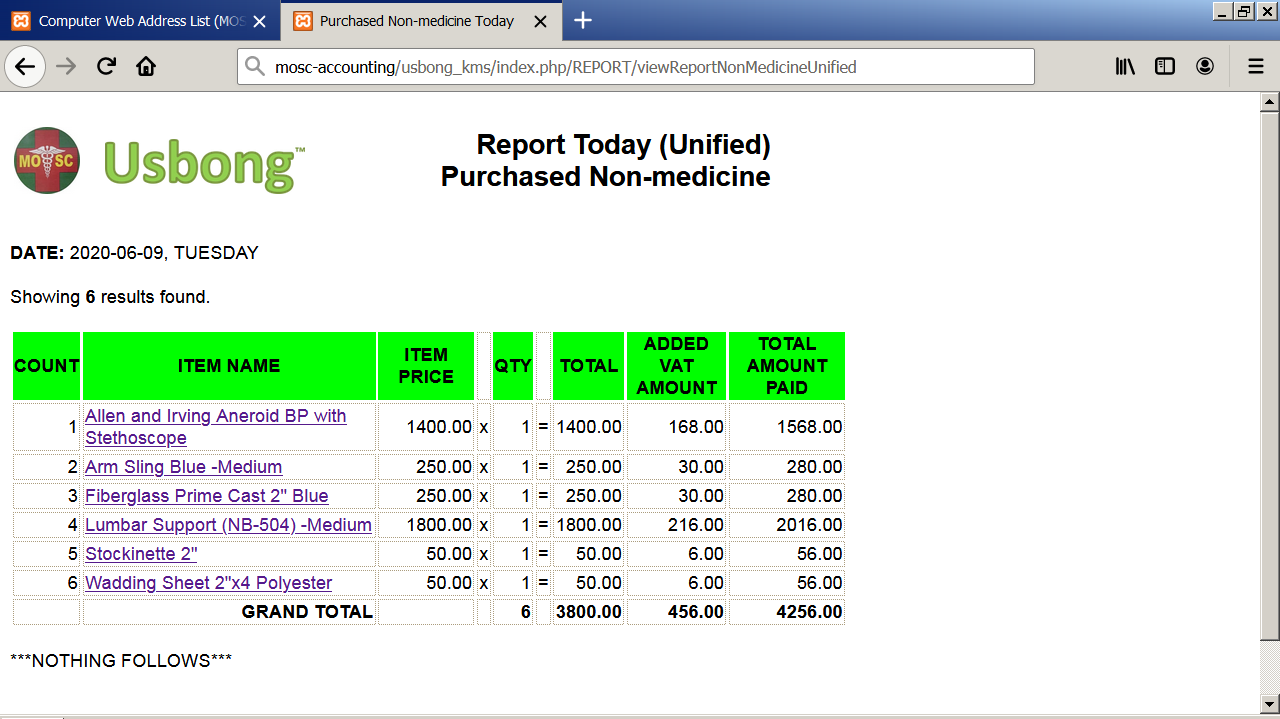 Computer Web Address List (MOS
Purchased Non-medicine Today
mosc-accounting/usbong_kms/index.php/REPORT/viewReportNonMedicineUnified
MOSC
Usbong™
Report Today (Unified)
Purchased Non-medicine
DATE: 2020-06-09, TUESDAY
Showing 6 results found.
COUNT ITEM NAME ITEM PRICE QTY TOTAL ADDED VAT AMOUNT TOTAL AMOUNT PAID
1 Allen and Irving Aneroid BP with Stethoscope 1400.00 x 1 = 1400.00 168.00 1568.00
2 Arm Sling Blue -Medium 250.00 x 1 = 250.00 30.00 280.00
3 Fiberglass Prime Cast 2" Blue 250.00 x 1 = 250.00 30.00 280.00
4 Lumbar Support (NB-504) -Medium 1800.00 x 1 = 1800.00 216.00 2016.00
5 Stockinette 2" 50.00 x 1 = 50.00 6.00 56.00
6 Wadding Sheet 2"x4 Polyester 50.00 x 1 = 50.00 6.00 56.00
GRAND TOTAL 6 3800.00 456.00 4256.00
***NOTHING FOLLOWS***